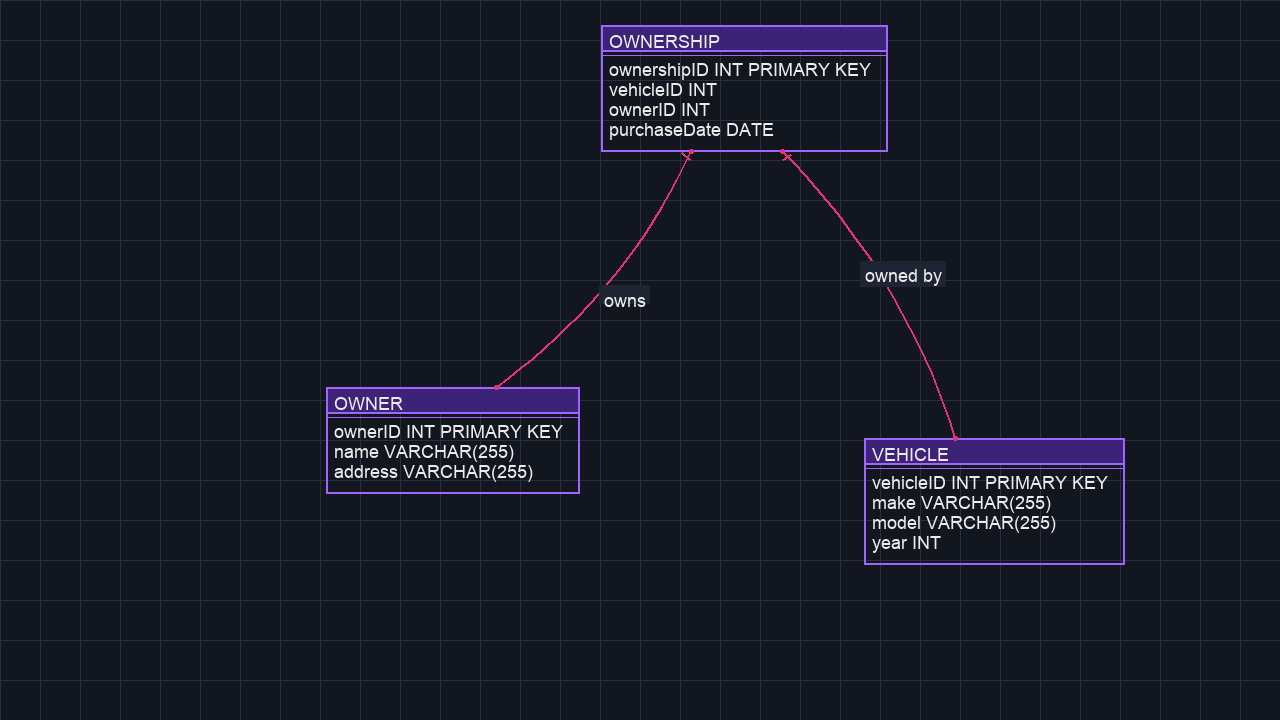 OWNERSHIP
ownershipID INT PRIMARY KEY
vehicleID INT
ownerID INT
purchaseDate DATE
owned by
owns
OWNER
ownerID INT PRIMARY KEY
name VARCHAR(255)
address VARCHAR(255)
VEHICLE
vehicleID INT PRIMARY KEY
make VARCHAR(255)
model VARCHAR(255)
year INT